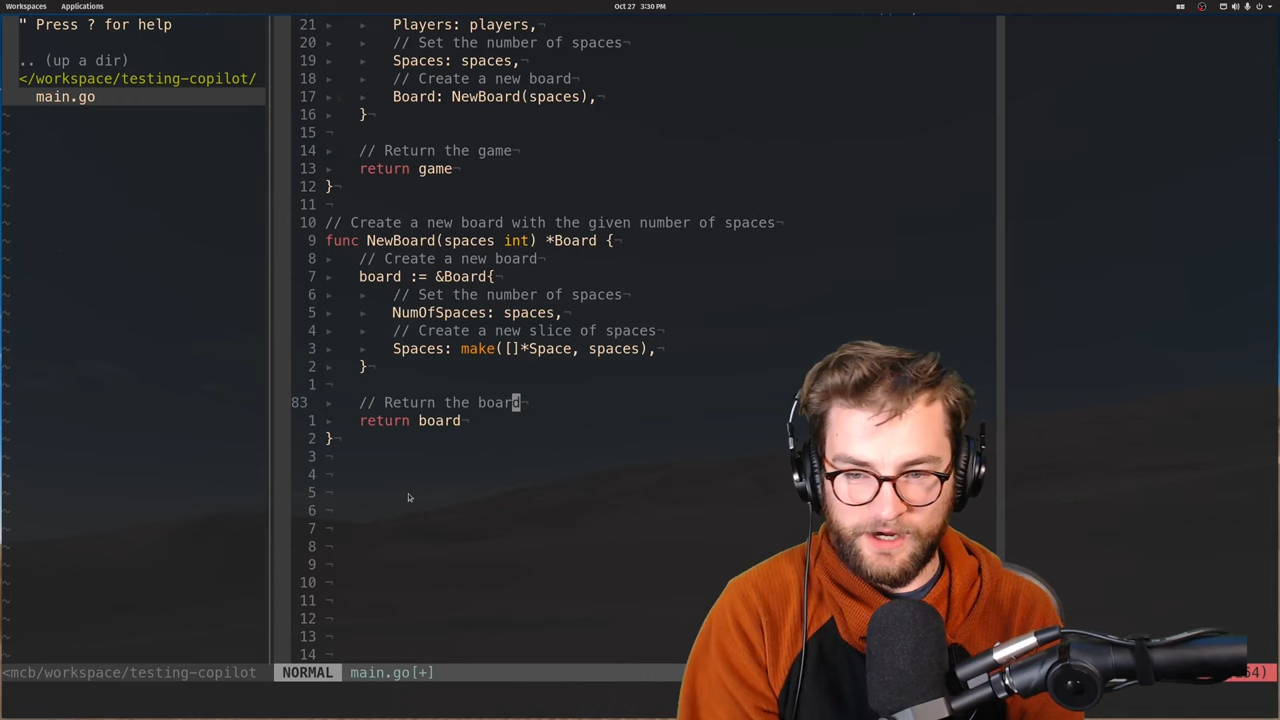 Workspaces Applications Oct 27 3:30 PM
" Press ? for help
.. (up a dir)
</workspace/testing-copilot/
main.go
21 Players: players,
20 // Set the number of spaces
19 Spaces: spaces,
18 // Create a new board
17 Board: NewBoard(spaces),
16 }
15
14 // Return the game
13 return game
12 }
11
10 // Create a new board with the given number of spaces
9 func NewBoard(spaces int) *Board {
8 // Create a new board
7 board := &Board{
6 // Set the number of spaces
5 NumOfSpaces: spaces,
4 // Create a new slice of spaces
3 Spaces: make([]*Space, spaces),
2 }
1
83 // Return the board
1 return board
2 }
3
4
5
6
7
8
9
10
11
12
13
14
<mcb/workspace/testing-copilot NORMAL main.go[+]